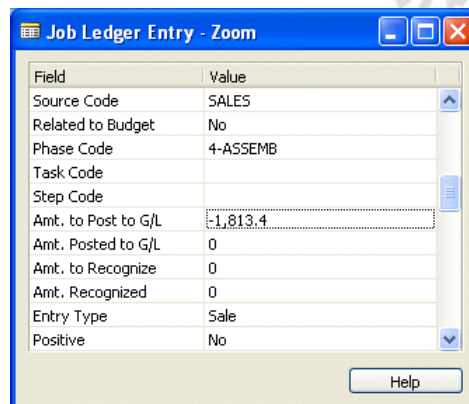 Job Ledger Entry - Zoom
Field Value
Source Code SALES
Related to Budget No
Phase Code 4-ASSEMB
Task Code
Step Code
Amt. to Post to G/L -1,813.4
Amt. Posted to G/L 0
Amt. to Recognize 0
Amt. Recognized 0
Entry Type Sale
Positive No
Help